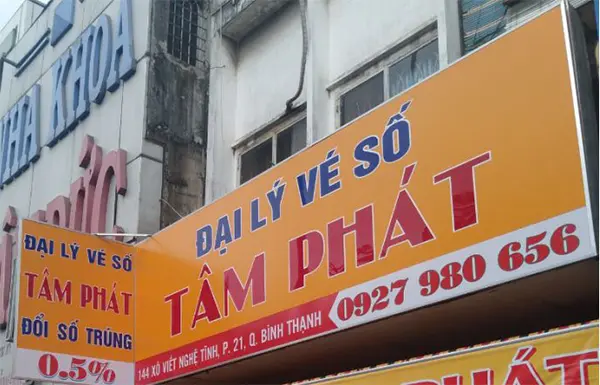 NHA KHOA
ĐẠI LÝ VÉ SỐ
TÂM PHÁT
ĐỔI SỐ TRÚNG
0.5%
ĐẠI LÝ VÉ SỐ
TÂM PHÁT
144 XÔ VIẾT NGHỆ TĨNH, P. 21, Q. BÌNH THẠNH
0927 980 656
PHÁT